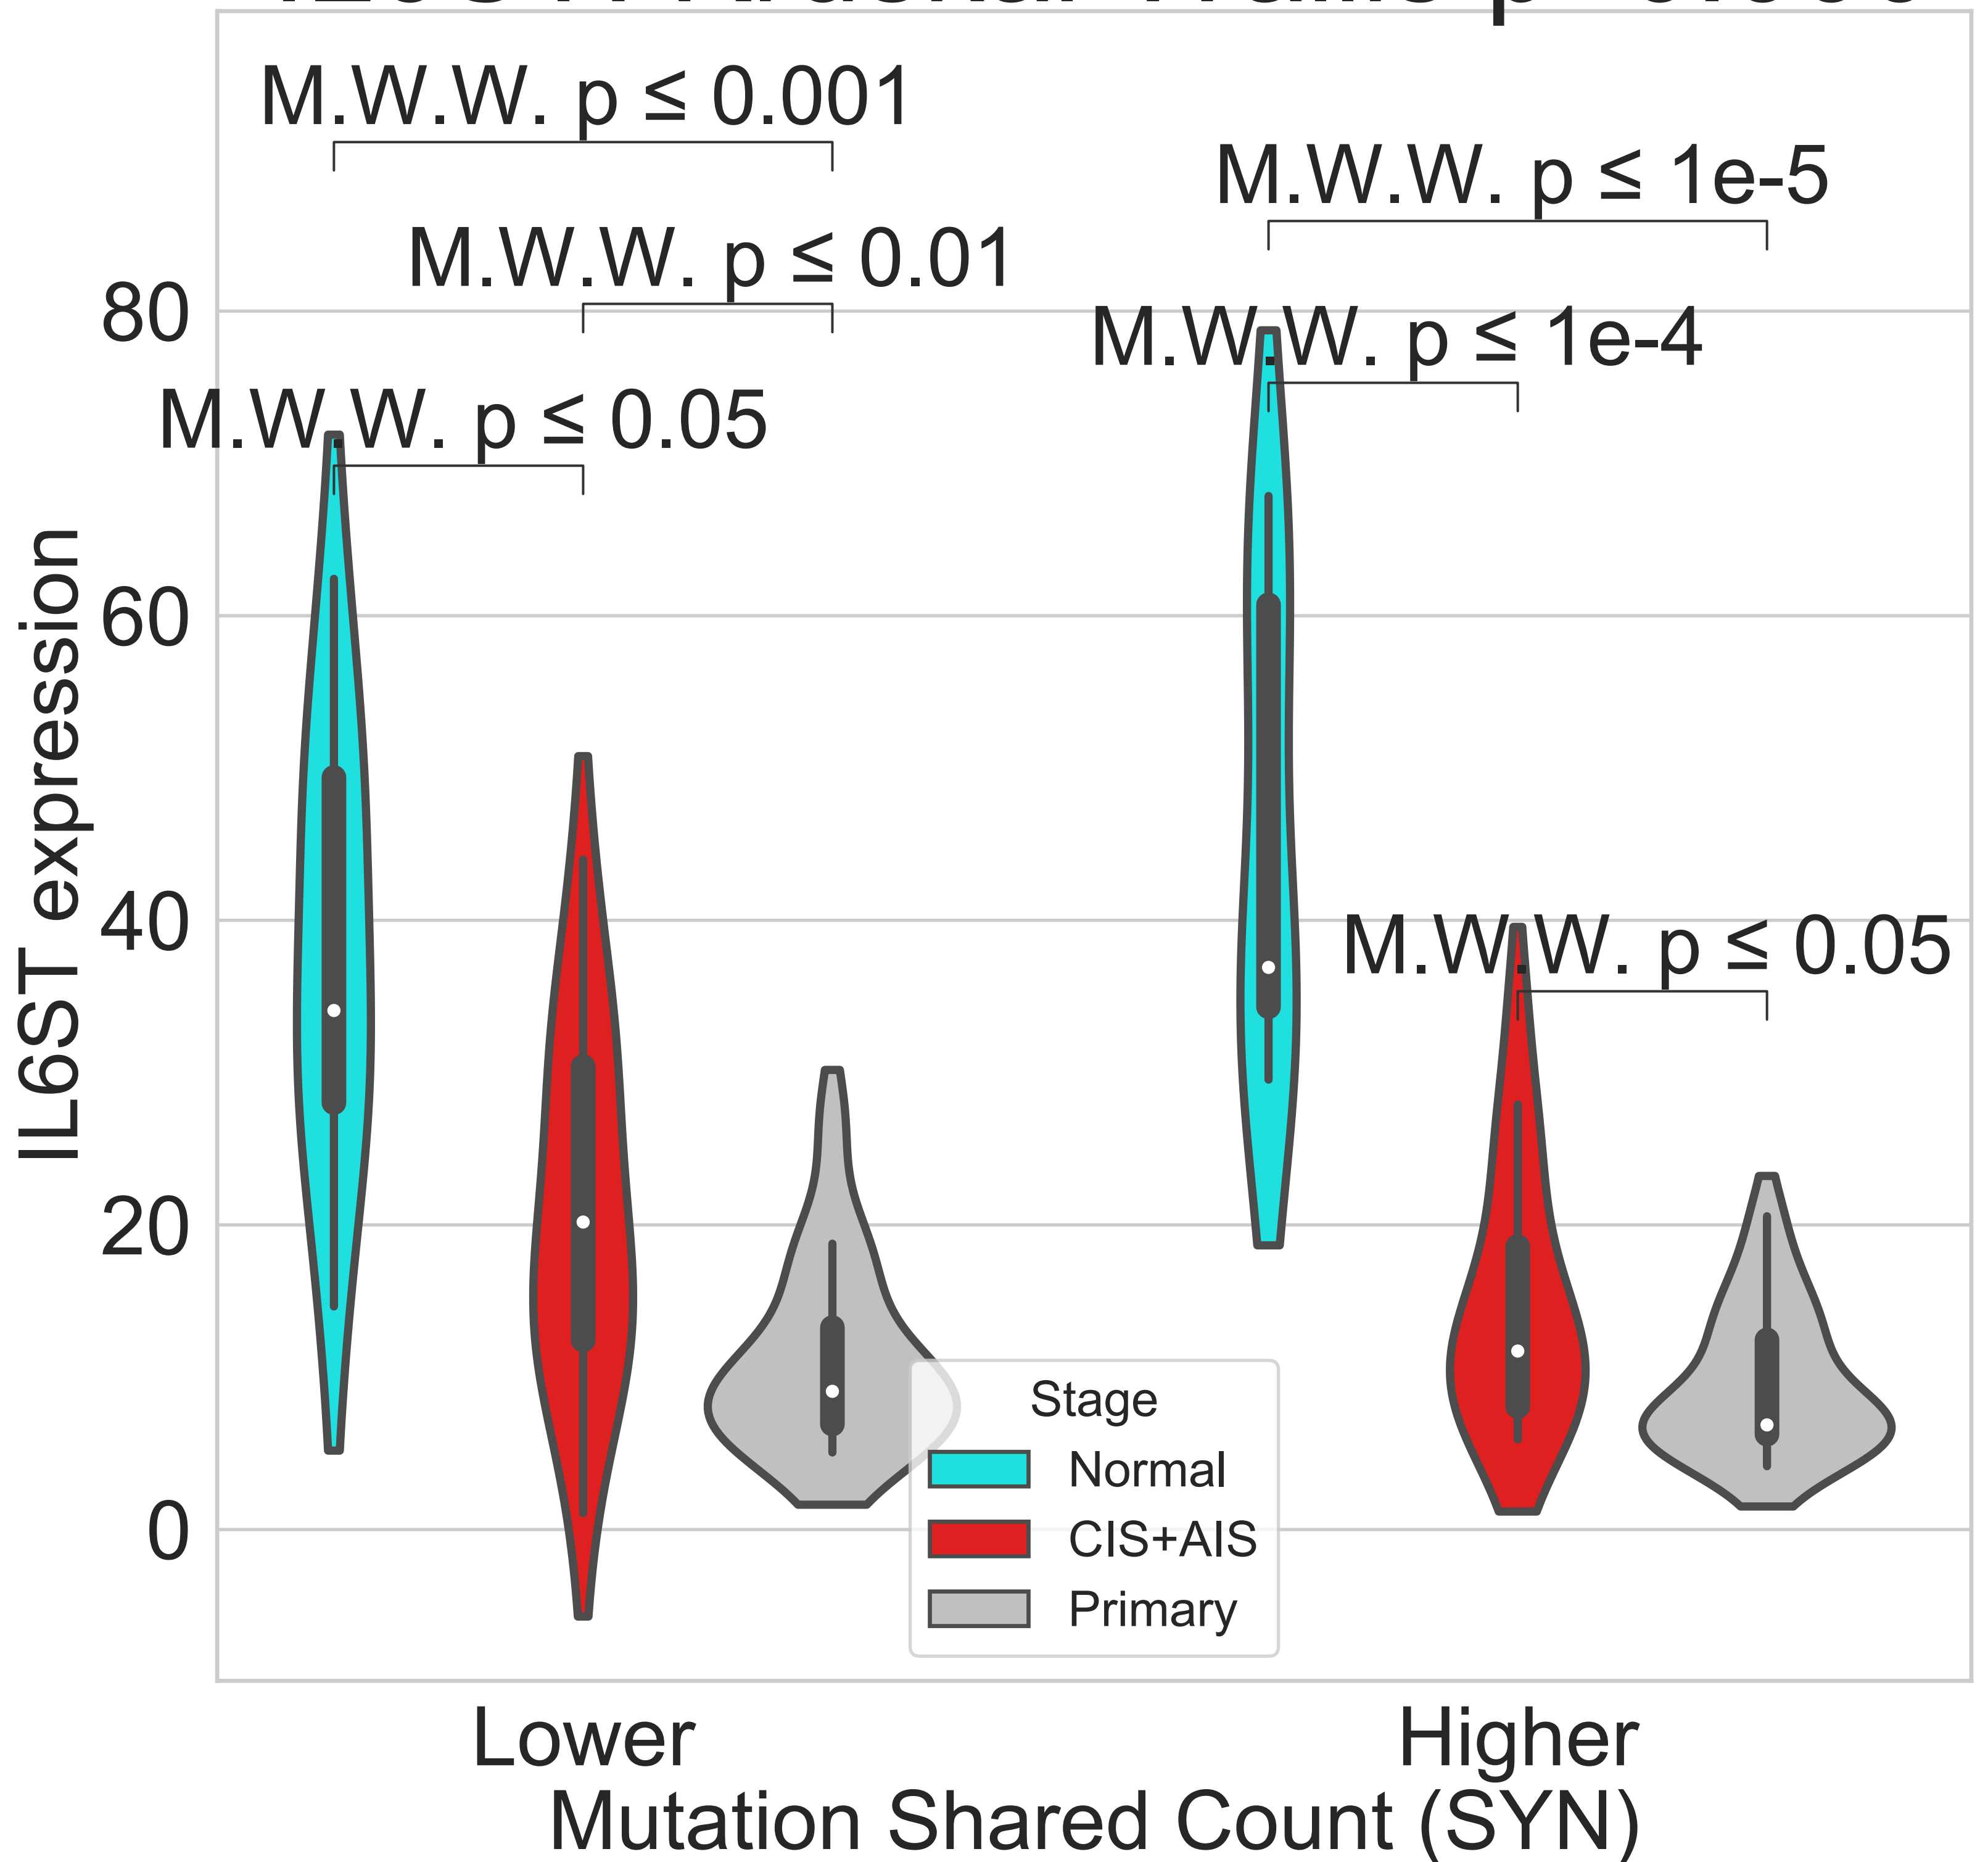 M.W.W. p ≤ 0.001
M.W.W. p ≤ 1e-5
M.W.W. p ≤ 0.01
M.W.W. p ≤ 1e-4
M.W.W. p ≤ 0.05
M.W.W. p ≤ 0.05
80
60
40
20
0
IL6ST expression
Stage
Normal
CIS+AIS
Primary
Lower
Higher
Mutation Shared Count (SYN)